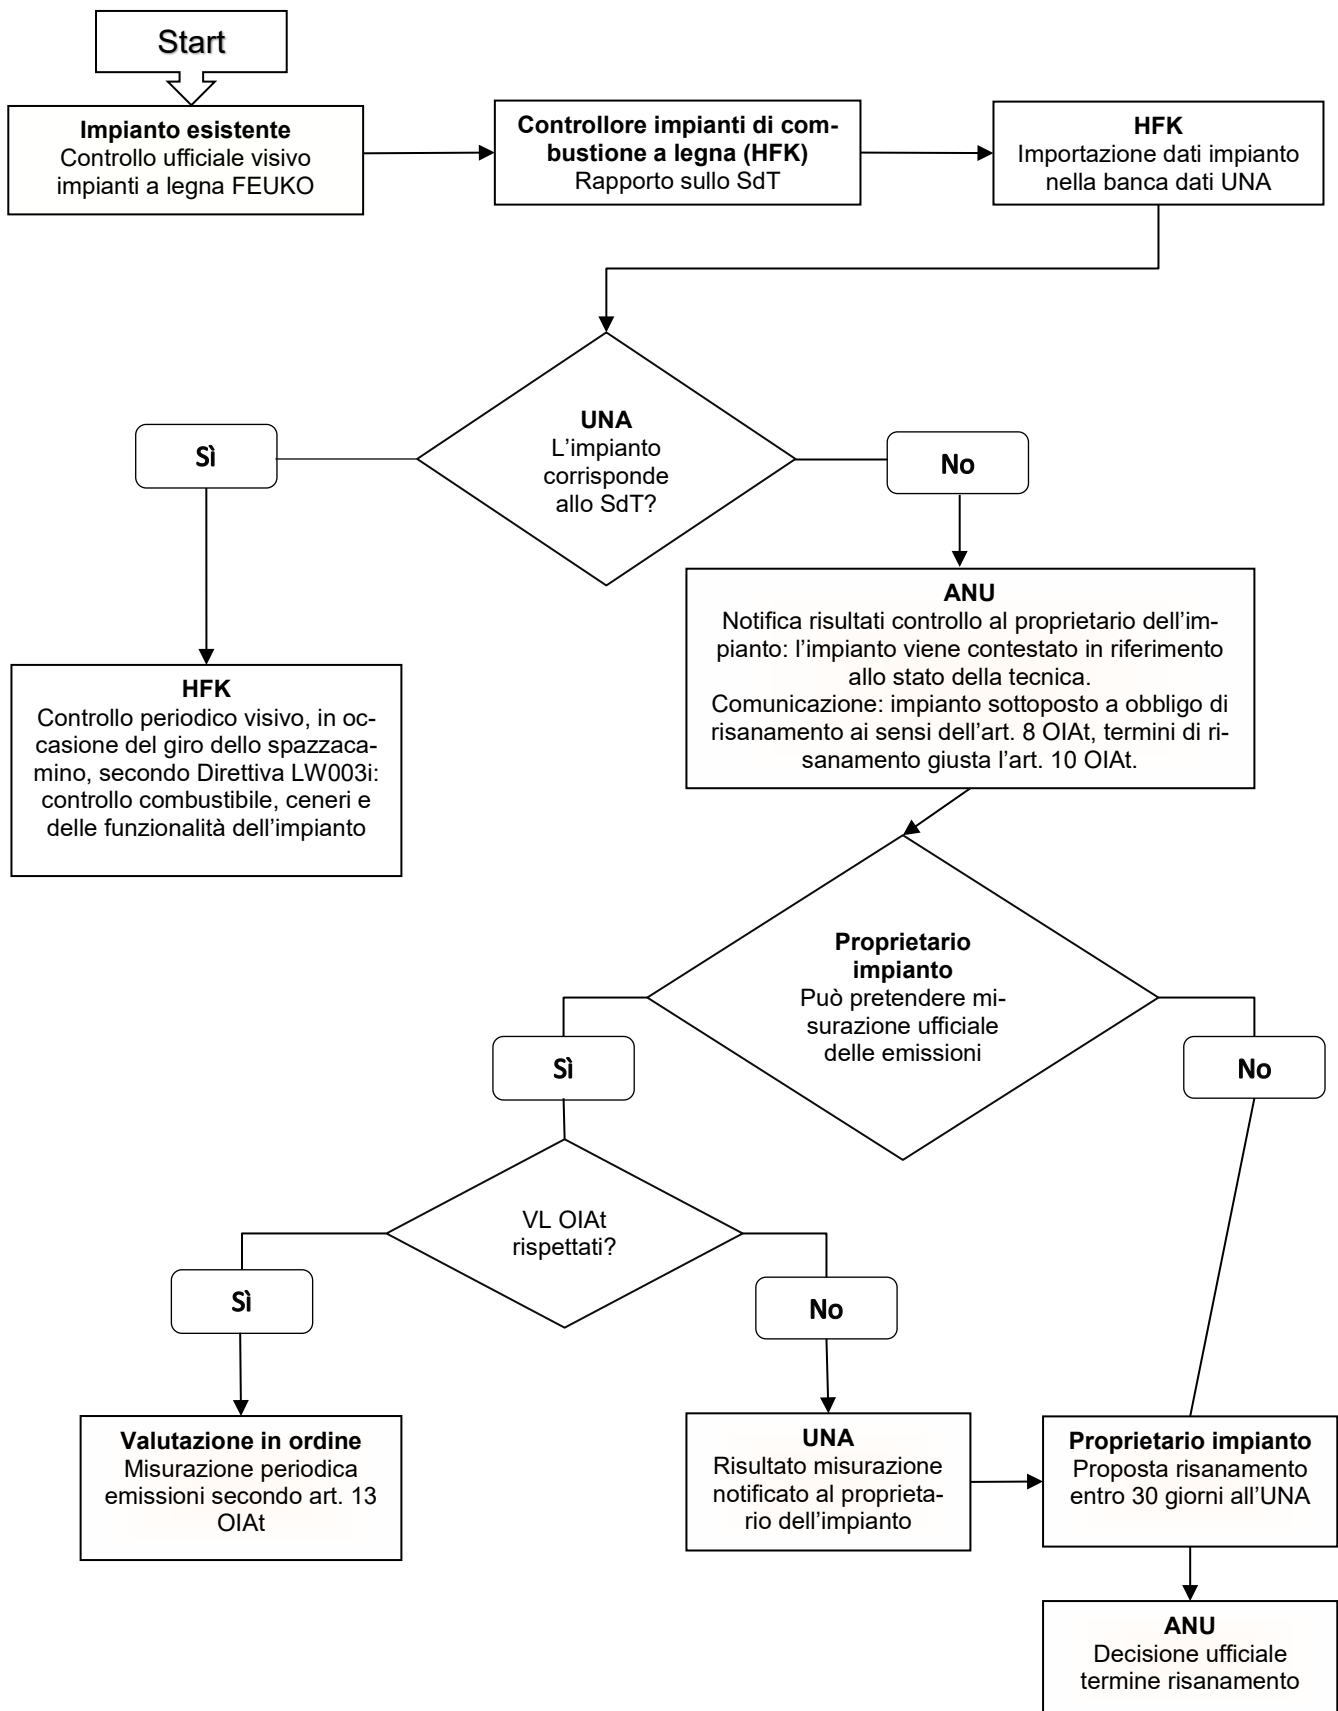 Start
Impianto esistente
Controllo ufficiale visivo
impianti a legna FEUKO
Controllore impianti di com-
bustione a legna (HFK)
Rapporto sullo SdT
HFK
Importazione dati impianto
nella banca dati UNA
UNA
L’impianto
corrisponde
allo SdT?
Sì
No
HFK
Controllo periodico visivo, in oc-
casione del giro dello spazzaca-
mino, secondo Direttiva LW003i:
controllo combustibile, ceneri e
delle funzionalità dell’impianto
ANU
Notifica risultati controllo al proprietario dell’im-
pianto: l’impianto viene contestato in riferimento
allo stato della tecnica.
Comunicazione: impianto sottoposto a obbligo di
risanamento ai sensi dell’art. 8 OIAt, termini di ri-
sanamento giusta l’art. 10 OIAt.
Proprietario
impianto
Può pretendere mi-
surazione ufficiale
delle emissioni
Sì
No
VL OIAt
rispettati?
Sì
No
Valutazione in ordine
Misurazione periodica
emissioni secondo art. 13
OIAt
UNA
Risultato misurazione
notificato al proprieta-
rio dell’impianto
Proprietario impianto
Proposta risanamento
entro 30 giorni all’UNA
ANU
Decisione ufficiale
termine risanamento